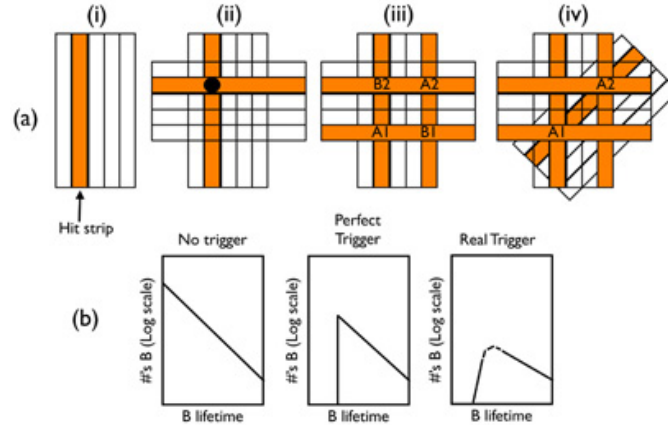 (i) (ii) (iii) (iv)
(a)
B2 A2
A1 B1
A2
A1
Hit strip
No trigger
Perfect
Trigger
Real Trigger
(b)
#'s B (Log scale)
#'s B (Log scale)
#'s B (Log scale)
B lifetime
B lifetime
B lifetime